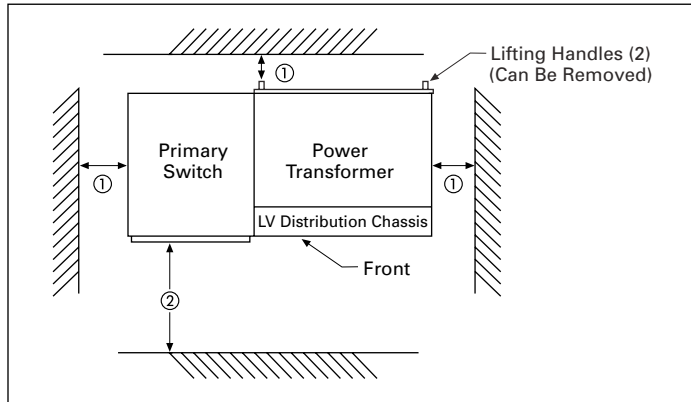 ①
Lifting Handles (2)
(Can Be Removed)
Primary
Switch
Power
Transformer
①
①
LV Distribution Chassis
Front
②